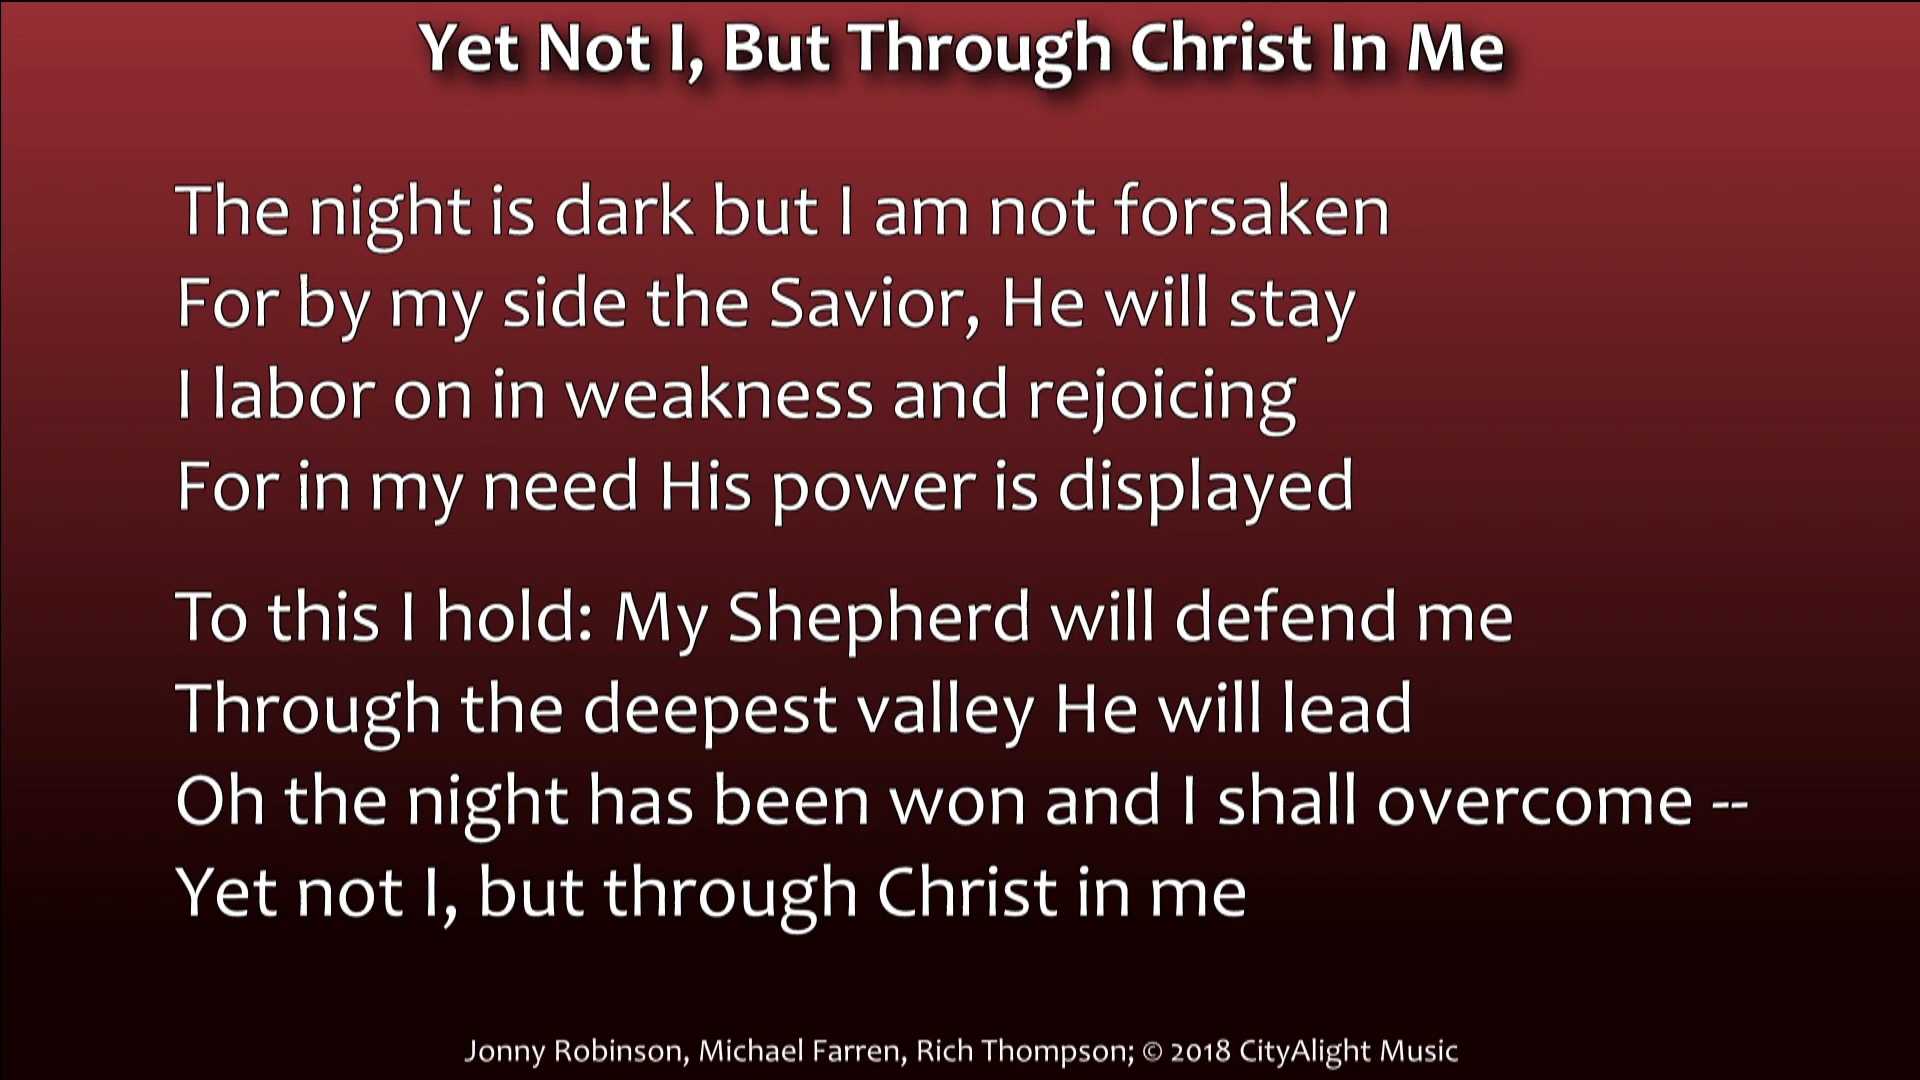 Yet Not I, But Through Christ In Me
The night is dark but I am not forsaken
For by my side the Savior, He will stay
I labor on in weakness and rejoicing
For in my need His power is displayed
To this I hold: My Shepherd will defend me
Through the deepest valley He will lead
Oh the night has been won and I shall overcome --
Yet not I, but through Christ in me
Jonny Robinson, Michael Farren, Rich Thompson; © 2018 CityAlight Music